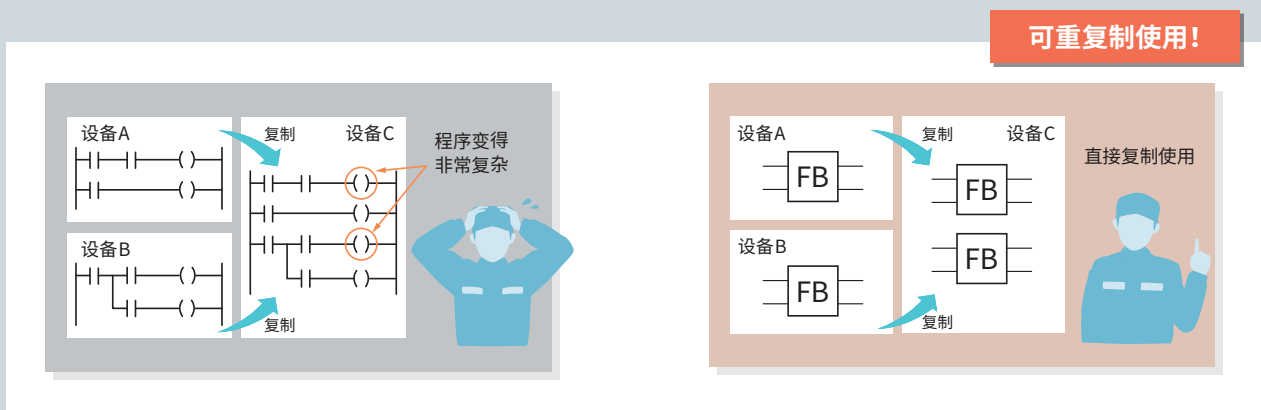 可重复制使用！
设备A
复制
设备C
程序变得
非常复杂
设备B
复制
设备A
FB
复制
设备C
FB
直接复制使用
设备B
FB
FB
复制